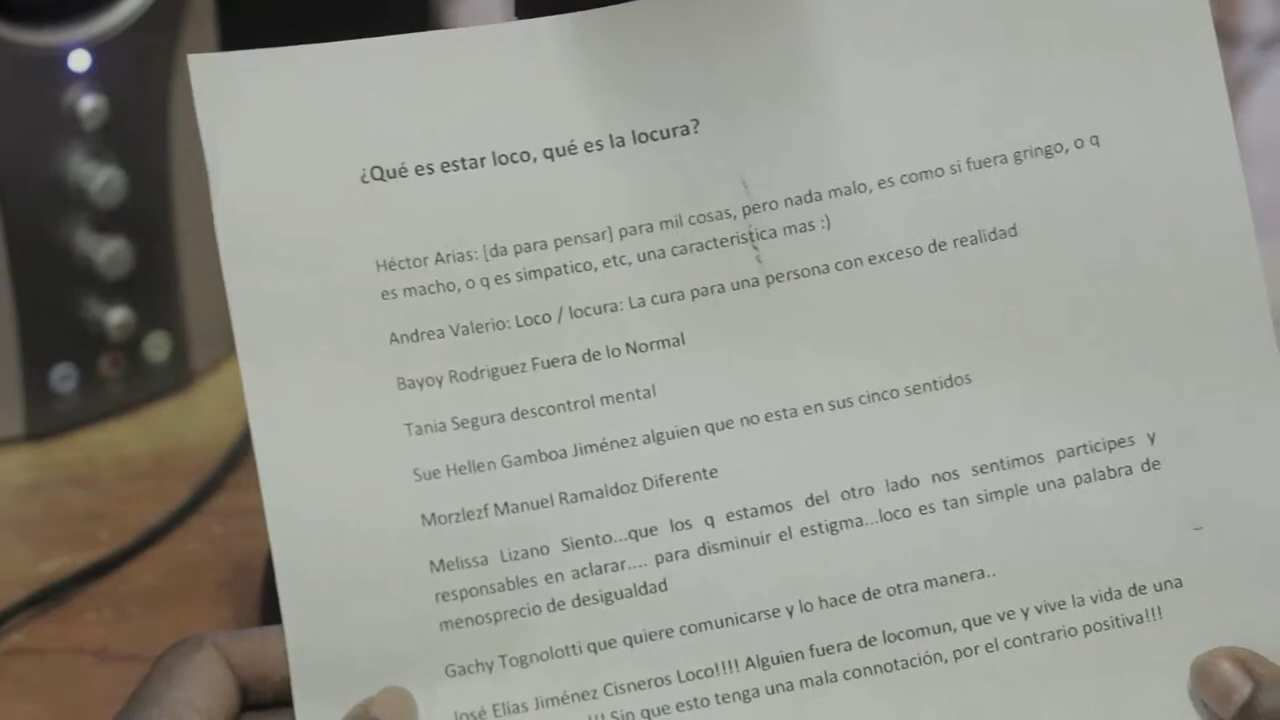 ¿Qué es estar loco, qué es la locura?
Héctor Arias: [da para pensar] para mil cosas, pero nada malo, es como si fuera gringo, o q
es macho, o q es simpatico, etc, una caracteristica mas :)
Andrea Valerio: Loco / locura: La cura para una persona con exceso de realidad
Bayoy Rodriguez Fuera de lo Normal
Tania Segura descontrol mental
Sue Hellen Gamboa Jiménez alguien que no esta en sus cinco sentidos
Morzlezf Manuel Ramaldoz Diferente
Melissa Lizano Siento...que los q estamos del otro lado nos sentimos participes y
responsables en aclarar.... para disminuir el estigma...loco es tan simple una palabra de
menosprecio de desigualdad
Gachy Tognolotti que quiere comunicarse y lo hace de otra manera..
José Elías Jiménez Cisneros Loco!!!! Alguien fuera de locomun, que ve y vive la vida de una
!!! Sin que esto tenga una mala connotación, por el contrario positiva!!!